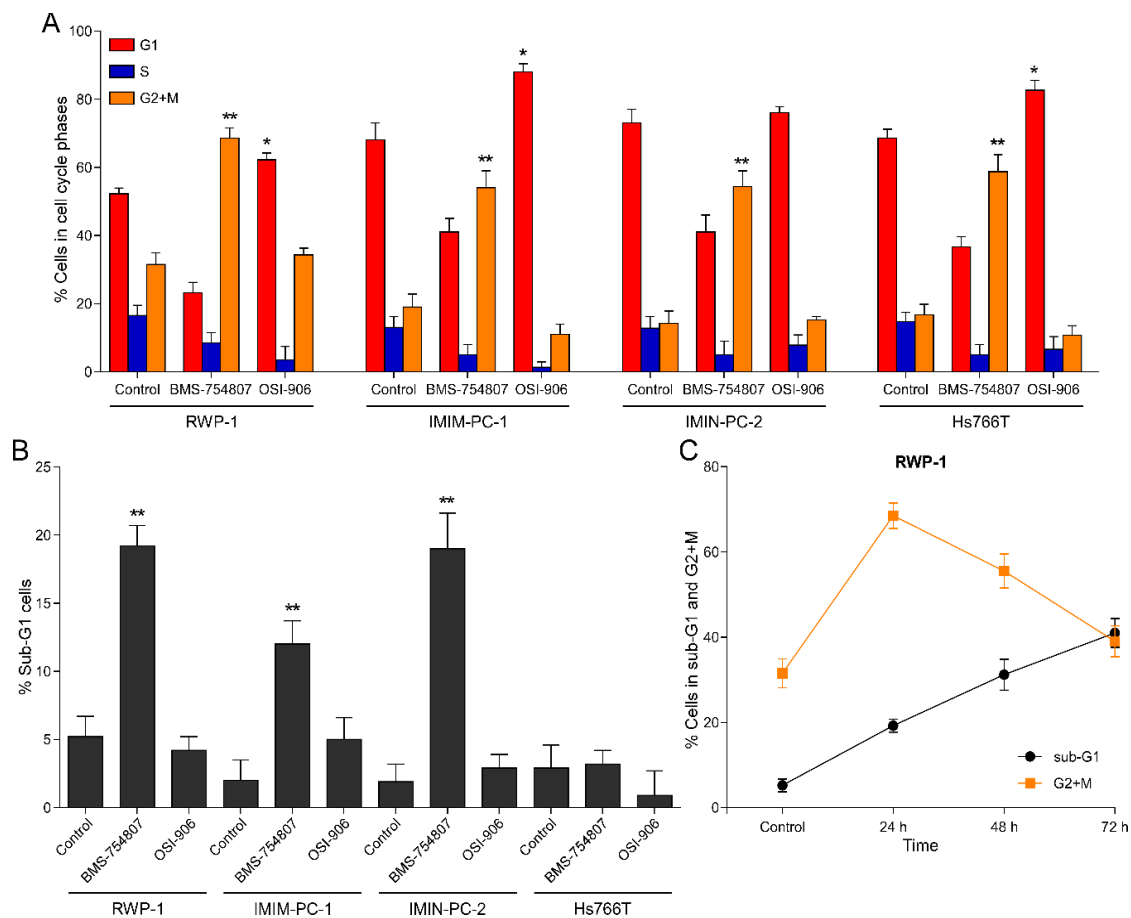 A
100
80
60
40
20
0
% Cells in cell cycle phases
G1
S
G2+M
**
*
**
*
**
**
*
Control BMS-754807 OSI-906 Control BMS-754807 OSI-906 Control BMS-754807 OSI-906 Control BMS-754807 OSI-906
RWP-1 IMIM-PC-1 IMIN-PC-2 Hs766T
B
25
20
15
10
5
0
% Sub-G1 cells
**
**
**
Control BMS-754807 OSI-906 Control BMS-754807 OSI-906 Control BMS-754807 OSI-906 Control BMS-754807 OSI-906
RWP-1 IMIM-PC-1 IMIN-PC-2 Hs766T
C
RWP-1
80
60
40
20
0
% Cells in sub-G1 and G2+M
sub-G1
G2+M
Control 24 h 48 h 72 h
Time